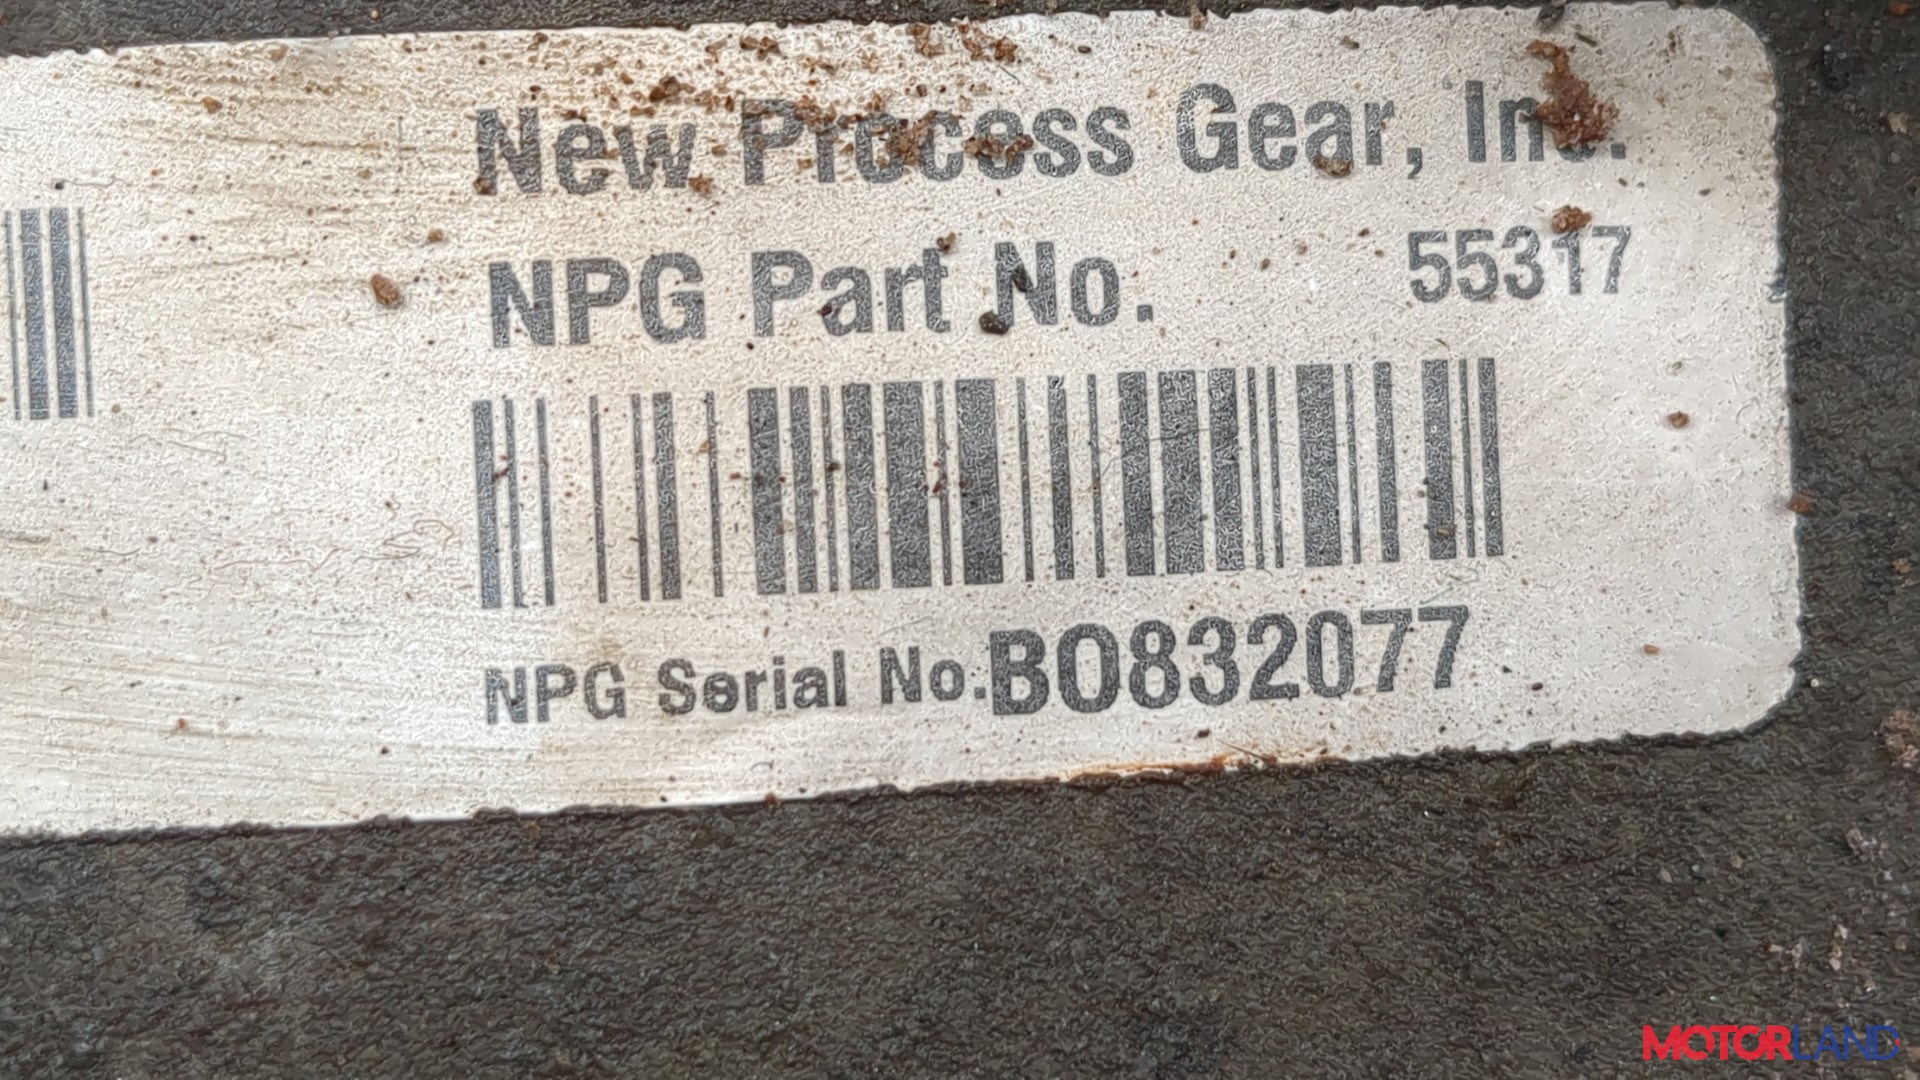 New Process Gear, Inc.
NPG Part No. 55317
NPG Serial No.BO832077
MOTORLAND